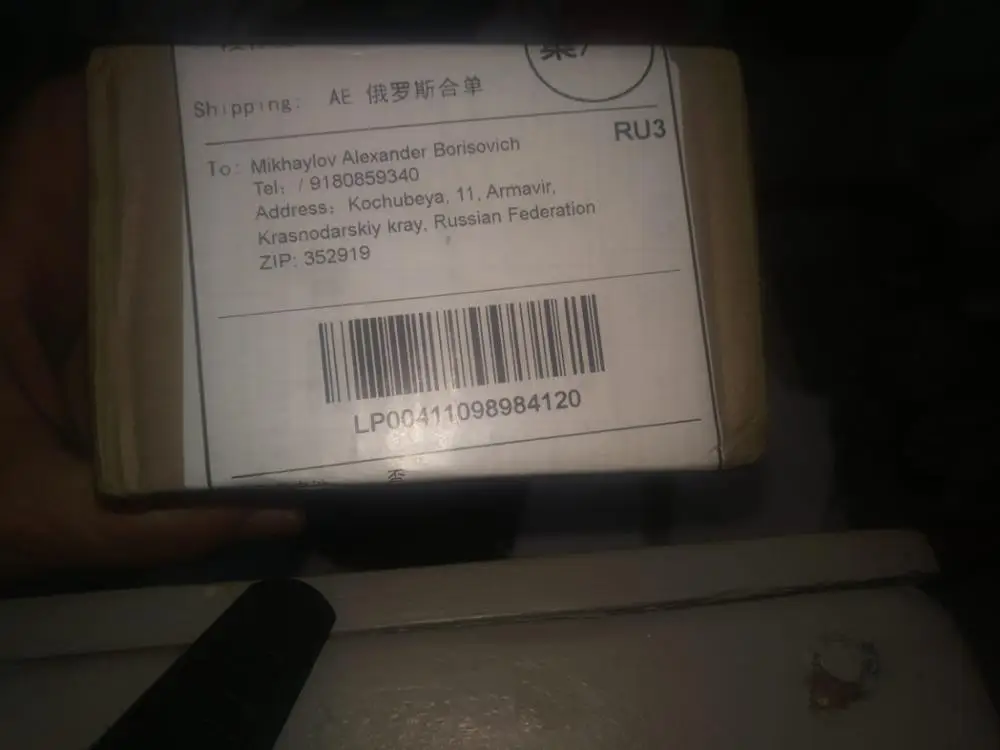 Shipping: AE 俄罗斯合单
RU3
To: Mikhaylov Alexander Borisovich
Tel: / 9180859340
Address: Kochubeya, 11, Armavir,
Krasnodarskiy kray, Russian Federation
ZIP: 352919
LP00411098984120
否